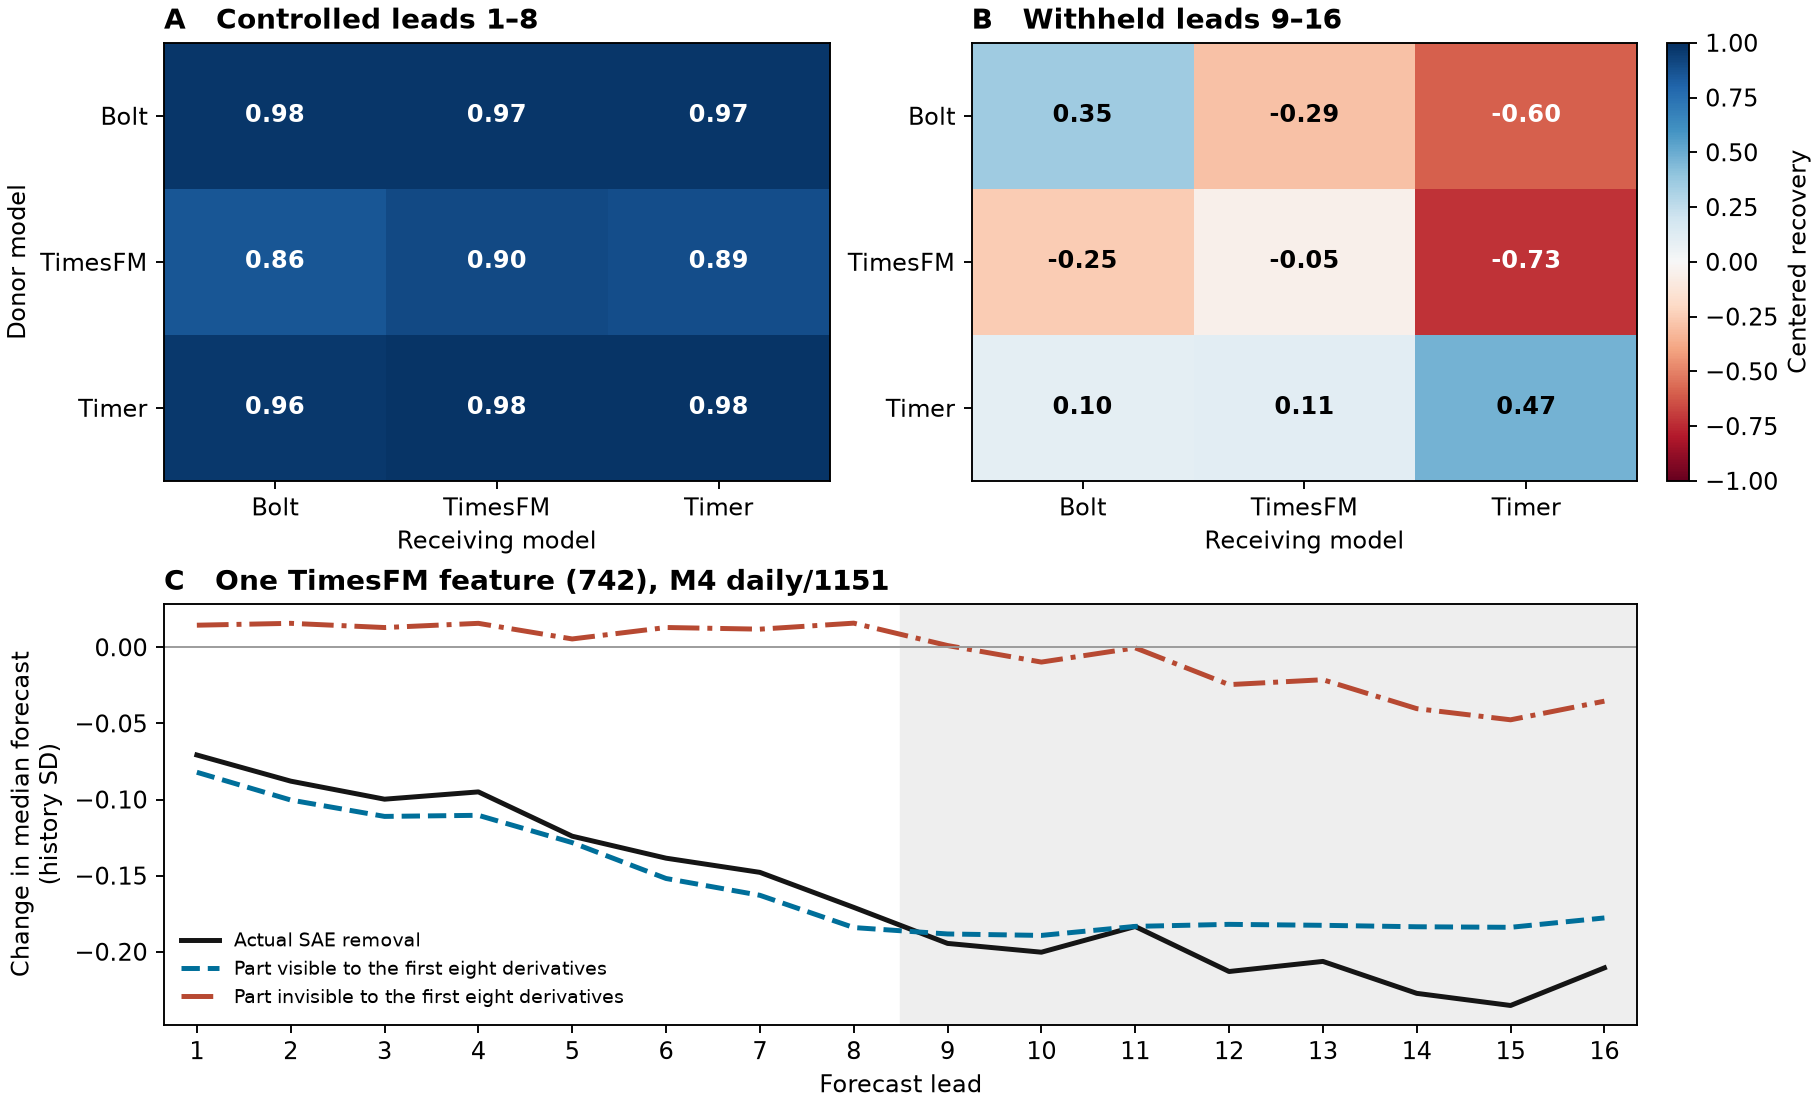 A Controlled leads 1–8
Donor model
Bolt
TimesFM
Timer
0.98 0.97 0.97
0.86 0.90 0.89
0.96 0.98 0.98
Bolt TimesFM Timer
Receiving model
B Withheld leads 9–16
Bolt
TimesFM
Timer
0.35 -0.29 -0.60
-0.25 -0.05 -0.73
0.10 0.11 0.47
Bolt TimesFM Timer
Receiving model
1.00
0.75
0.50
0.25
0.00
−0.25
−0.50
−0.75
−1.00
Centered recovery
C One TimesFM feature (742), M4 daily/1151
Change in median forecast
(history SD)
0.00
−0.05
−0.10
−0.15
−0.20
Actual SAE removal
Part visible to the first eight derivatives
Part invisible to the first eight derivatives
1 2 3 4 5 6 7 8 9 10 11 12 13 14 15 16
Forecast lead